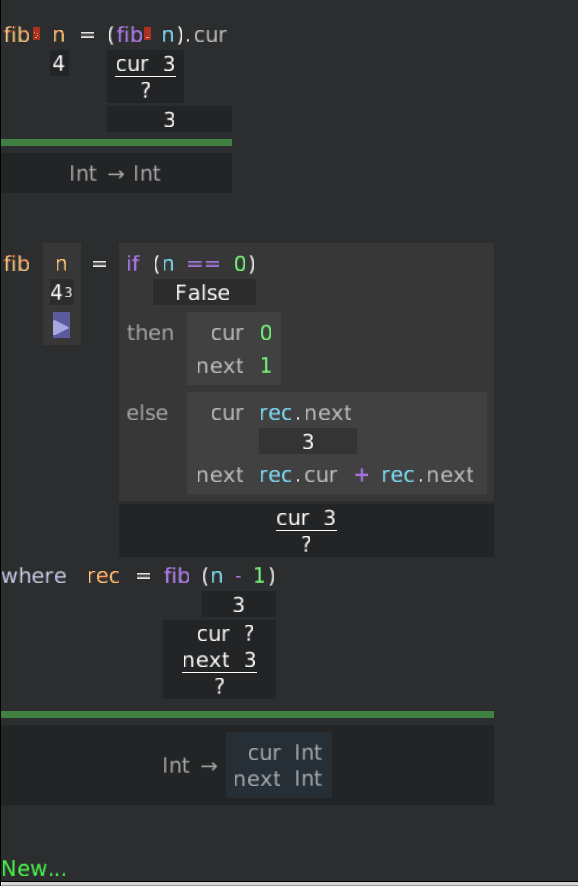 fib? n = (fib. n).cur
4
cur 3
?
3
Int → Int
fib n = if (n == 0)
4 3
False
then cur 0
next 1
else cur rec.next
3
next rec.cur + rec.next
cur 3
?
where rec = fib (n - 1)
3
cur ?
next 3
?
Int → cur Int
next Int
New...